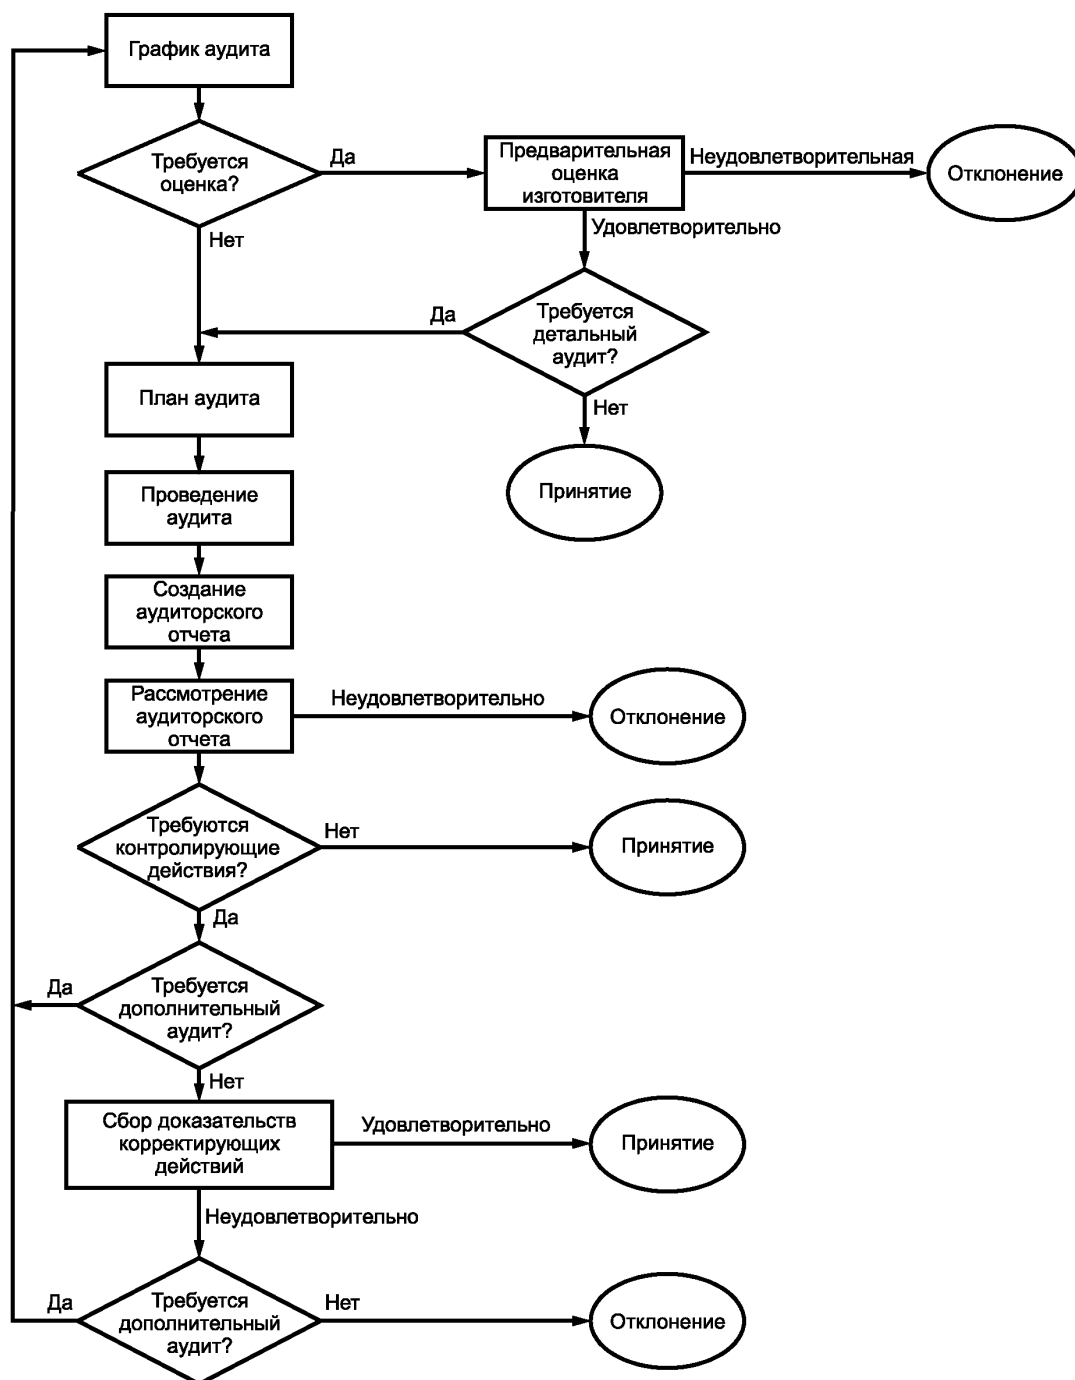 График аудита
Требуется
оценка?
Да
Предварительная
оценка
изготовителя
Неудовлетворительная
Отклонение
Нет
Удовлетворительно
Да
Требуется
детальный
аудит?
План аудита
Нет
Принятие
Проведение
аудита
Создание
аудиторского
отчета
Рассмотрение
аудиторского
отчета
Неудовлетворительно
Отклонение
Требуются
контролирующие
действия?
Нет
Принятие
Да
Да
Требуется
дополнительный
аудит?
Нет
Сбор доказательств
корректирующих
действий
Удовлетворительно
Принятие
Неудовлетворительно
Да
Требуется
дополнительный
аудит?
Нет
Отклонение